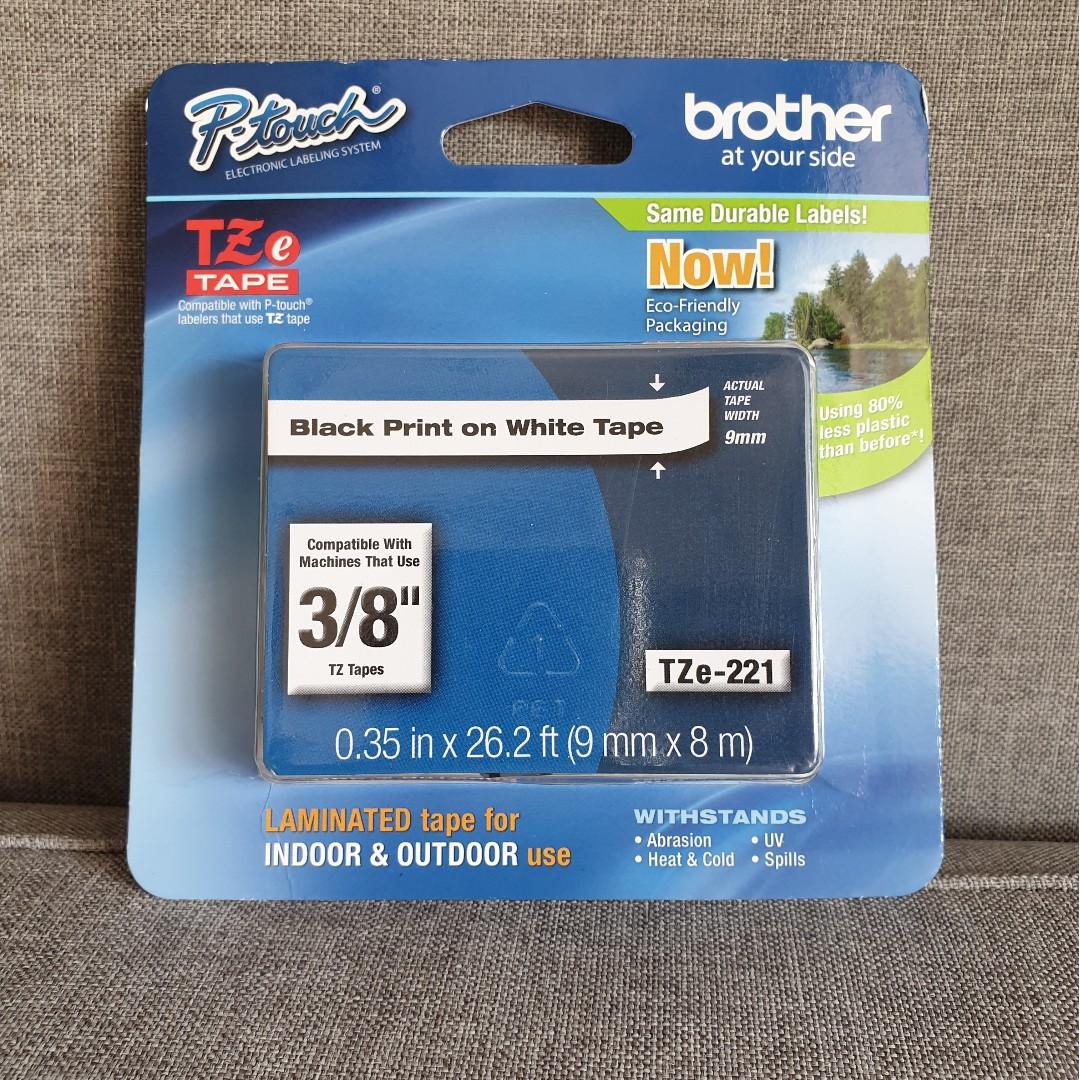 P-touch®
ELECTRONIC LABELING SYSTEM
brother
at your side
TZe
TAPE
Compatible with P-touch®
labelers that use TZ tape
Same Durable Labels!
Now!
Eco-Friendly
Packaging
Using 80%
less plastic
than before*!
Black Print on White Tape
ACTUAL
TAPE
WIDTH
9mm
Compatible With
Machines That Use
3/8"
TZ Tapes
1
PET
TZe-221
0.35 in x 26.2 ft (9 mm x 8 m)
LAMINATED tape for
INDOOR & OUTDOOR use
WITHSTANDS
• Abrasion • UV
• Heat & Cold • Spills